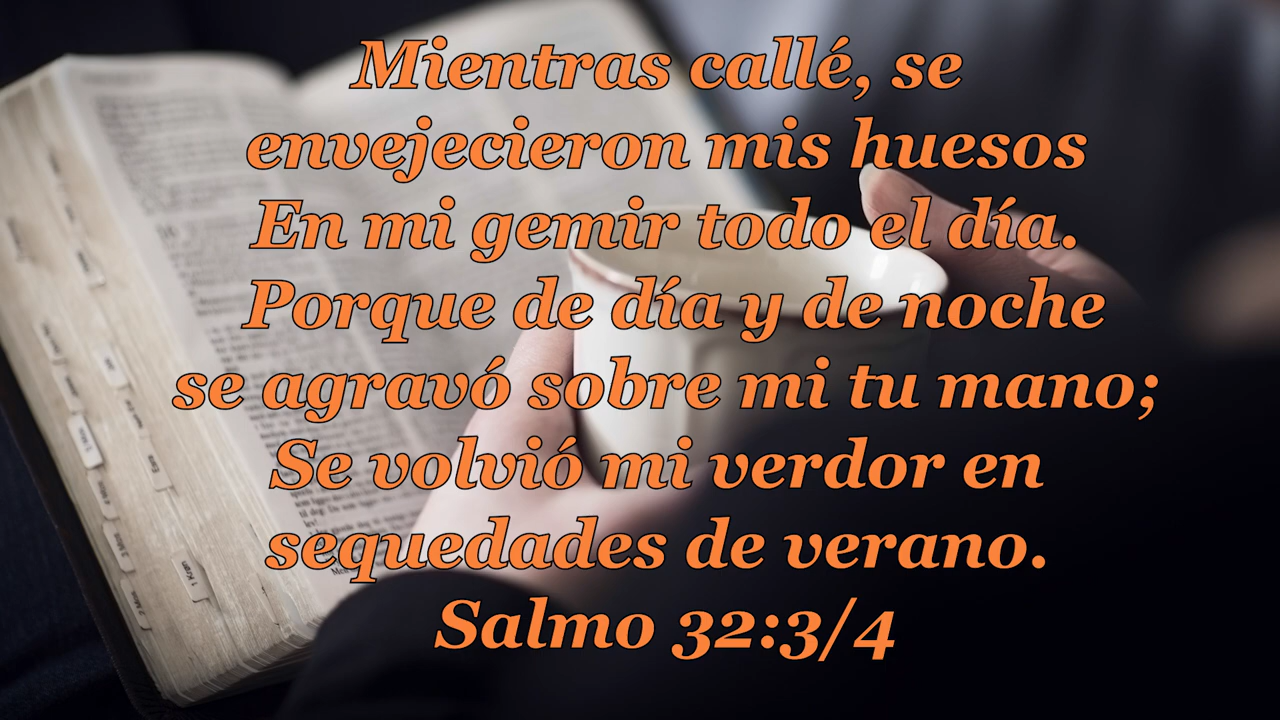 Mientras callé, se
envejecieron mis huesos
En mi gemir todo el día.
Porque de día y de noche
se agravó sobre mi tu mano;
Se volvió mi verdor en
sequedades de verano.
Salmo 32:3/4